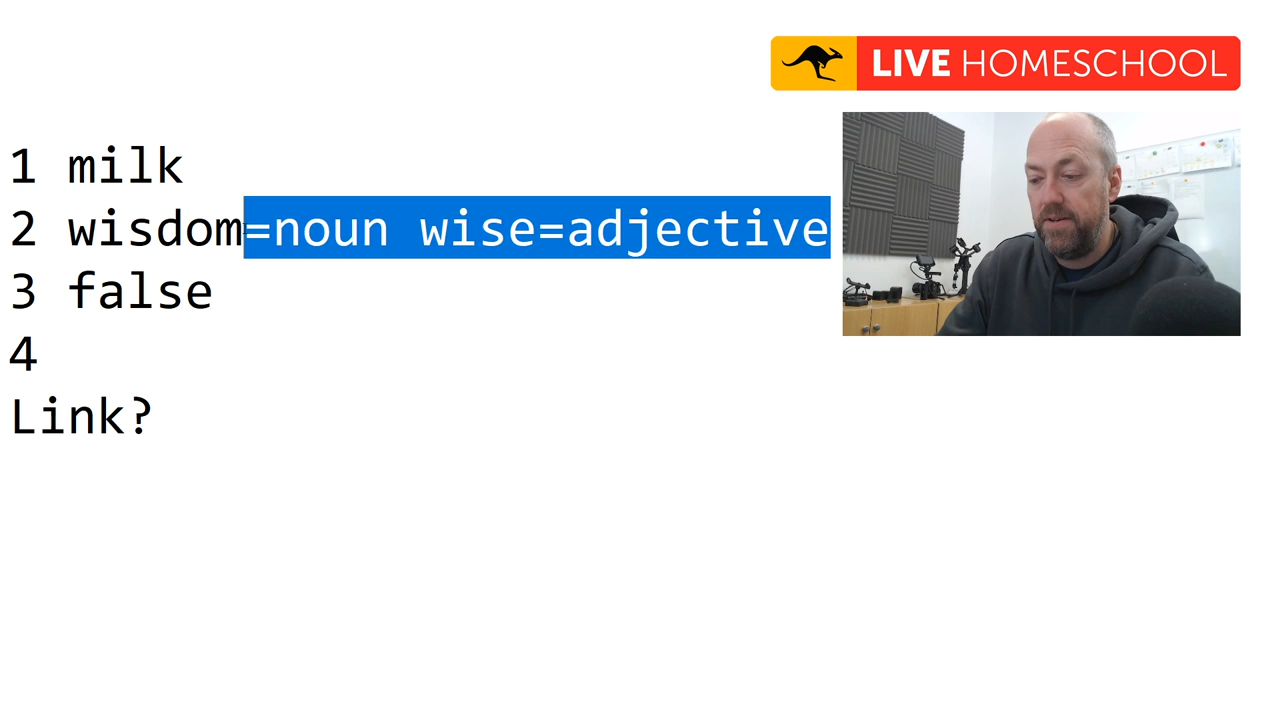 LIVE HOMESCHOOL
1 milk
2 wisdom=noun wise=adjective
3 false
4
Link?